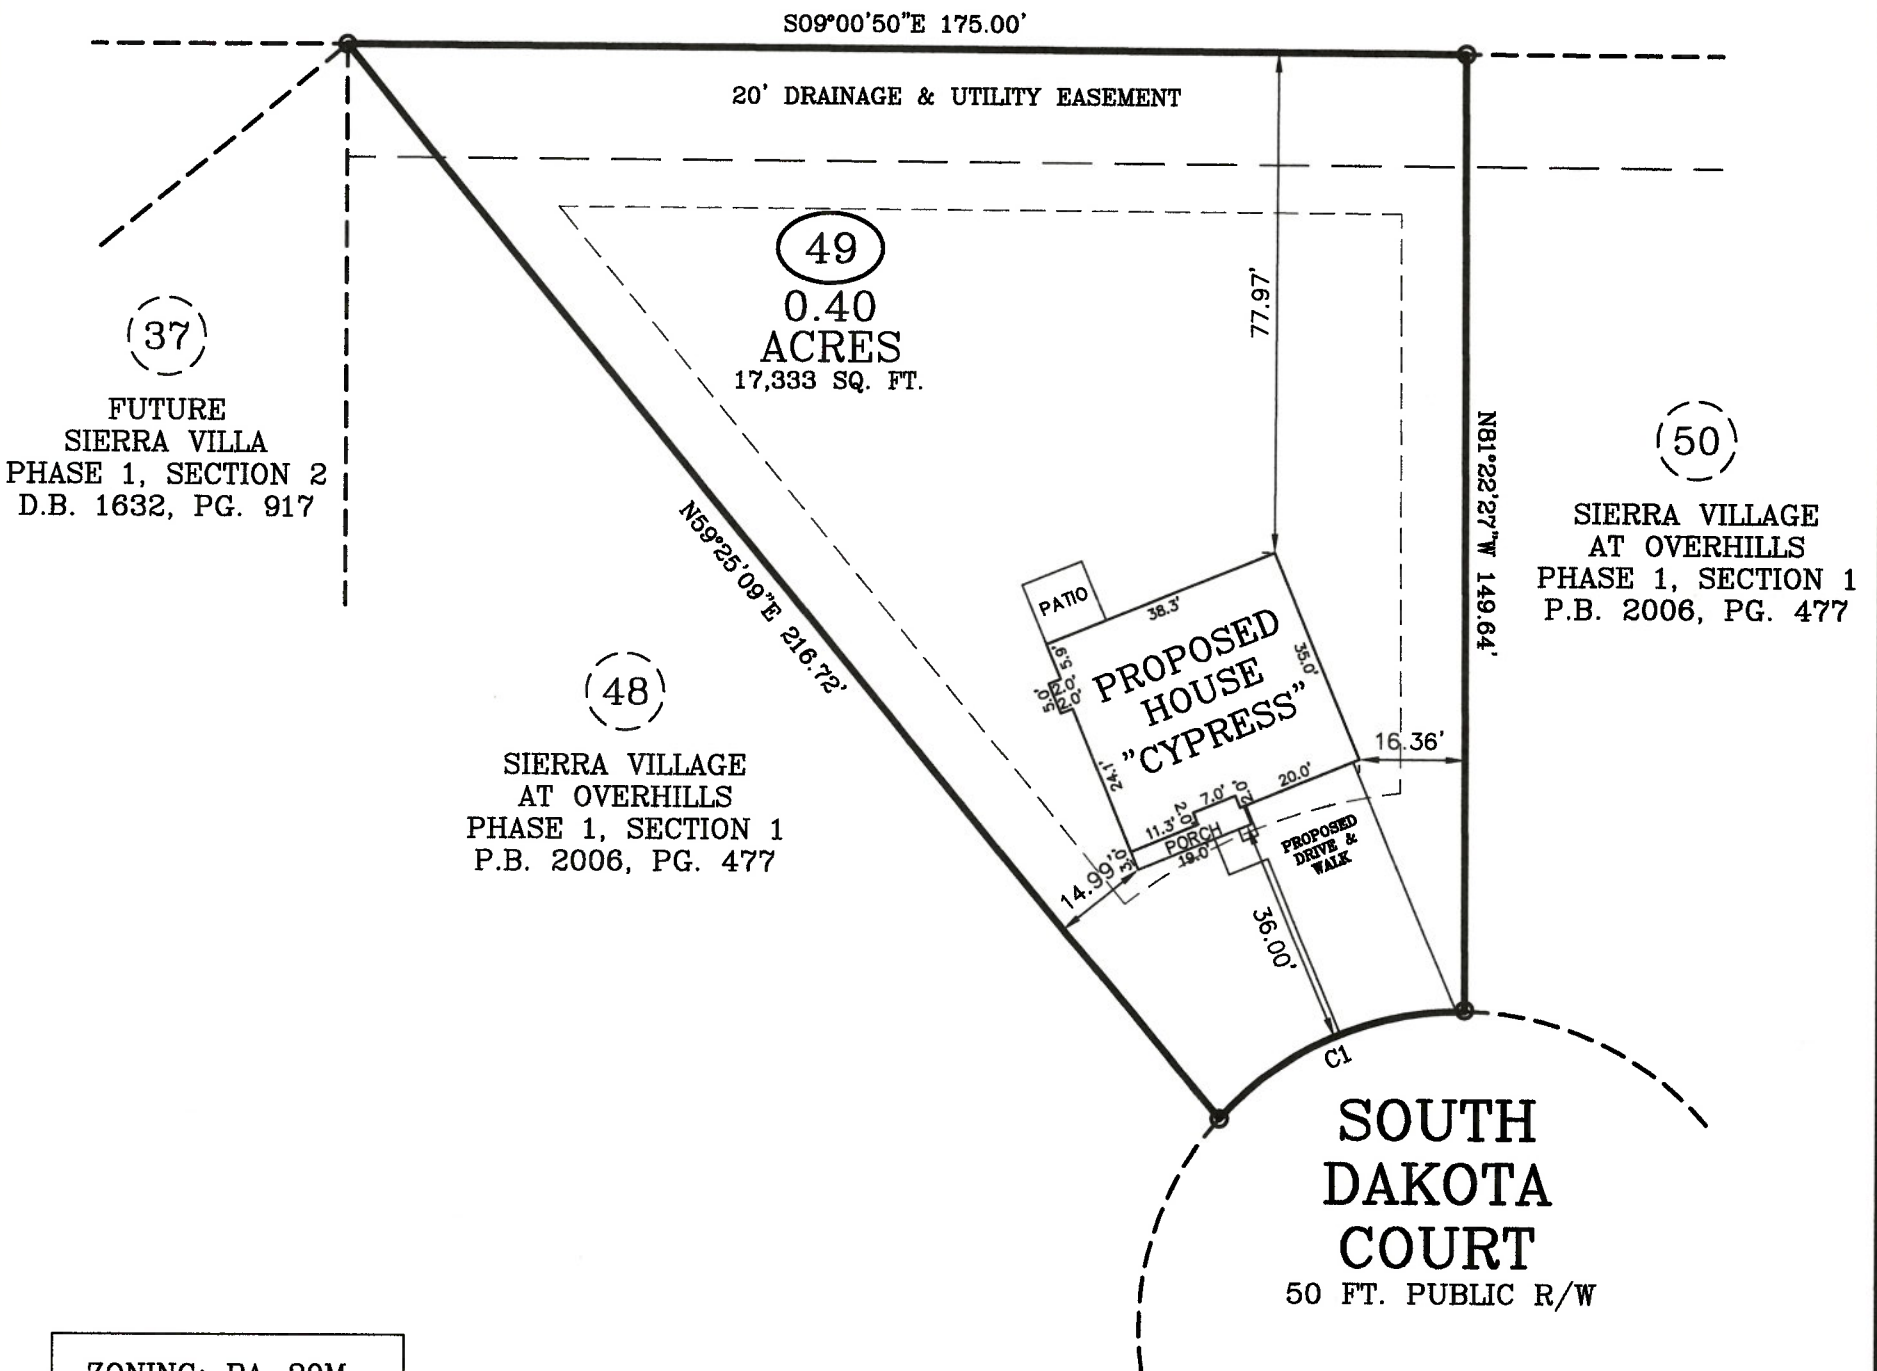 S09°00'50"E 175.00'
20' DRAINAGE & UTILITY EASEMENT
49
0.40
ACRES
17,333 SQ. FT.
77.97'
37
FUTURE
SIERRA VILLA
PHASE 1, SECTION 2
D.B. 1632, PG. 917
N59°25'09"E 216.72'
N81°22'27"W 149.64'
50
SIERRA VILLAGE
AT OVERHILLS
PHASE 1, SECTION 1
P.B. 2006, PG. 477
48
SIERRA VILLAGE
AT OVERHILLS
PHASE 1, SECTION 1
P.B. 2006, PG. 477
PATIO
38.3'
5.9'
2.0'
5.0'
2.0'
35.0'
PROPOSED
HOUSE
"CYPRESS"
24.1'
16.36'
20.0'
7.0'
2.0'
2.0'
11.3'
PORCH
19.0'
3.0'
14.99'
PROPOSED
DRIVE &
WALK
36.00'
C1
SOUTH
DAKOTA
COURT
50 FT. PUBLIC R/W
ZONING: RA-20M